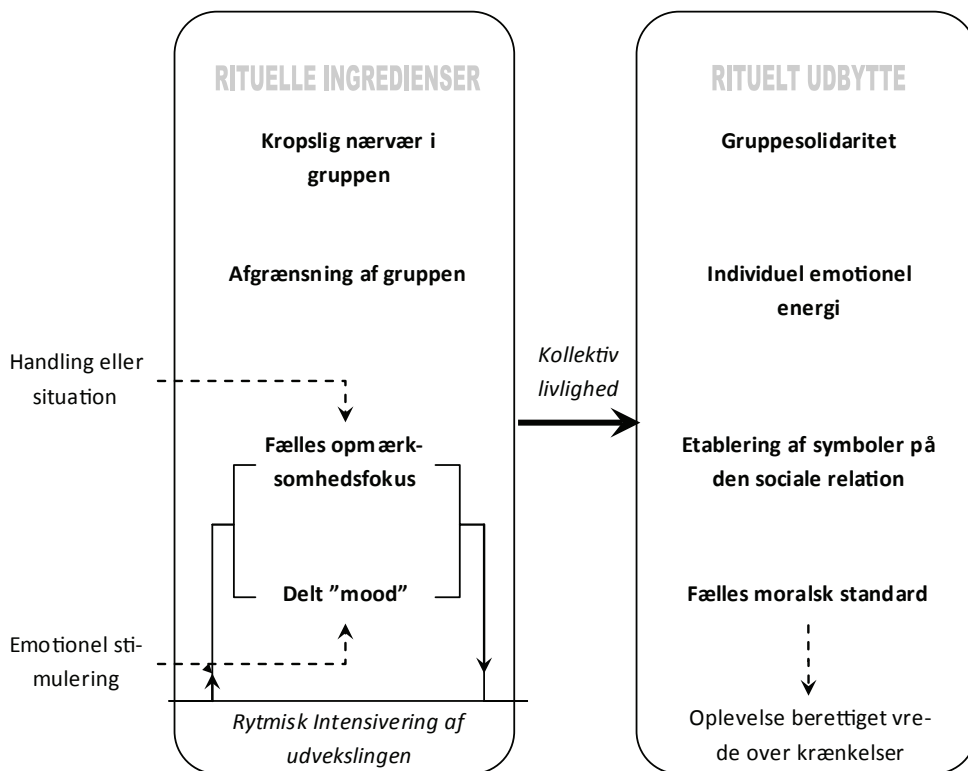 RITUELLE INGREDIENSER
Kropslig nærvær i
gruppen
Afgrænsning af gruppen
Handling eller
situation
Fælles opmærk-
somhedsfokus
Delt ”mood”
Emotionel sti-
mulering
Rytmisk Intensivering af
udvekslingen
Kollektiv
livlighed
RITUELT UDBYTTE
Gruppesolidaritet
Individuel emotionel
energi
Etablering af symboler på
den sociale relation
Fælles moralsk standard
Oplevelse berettiget vre-
de over krænkelser